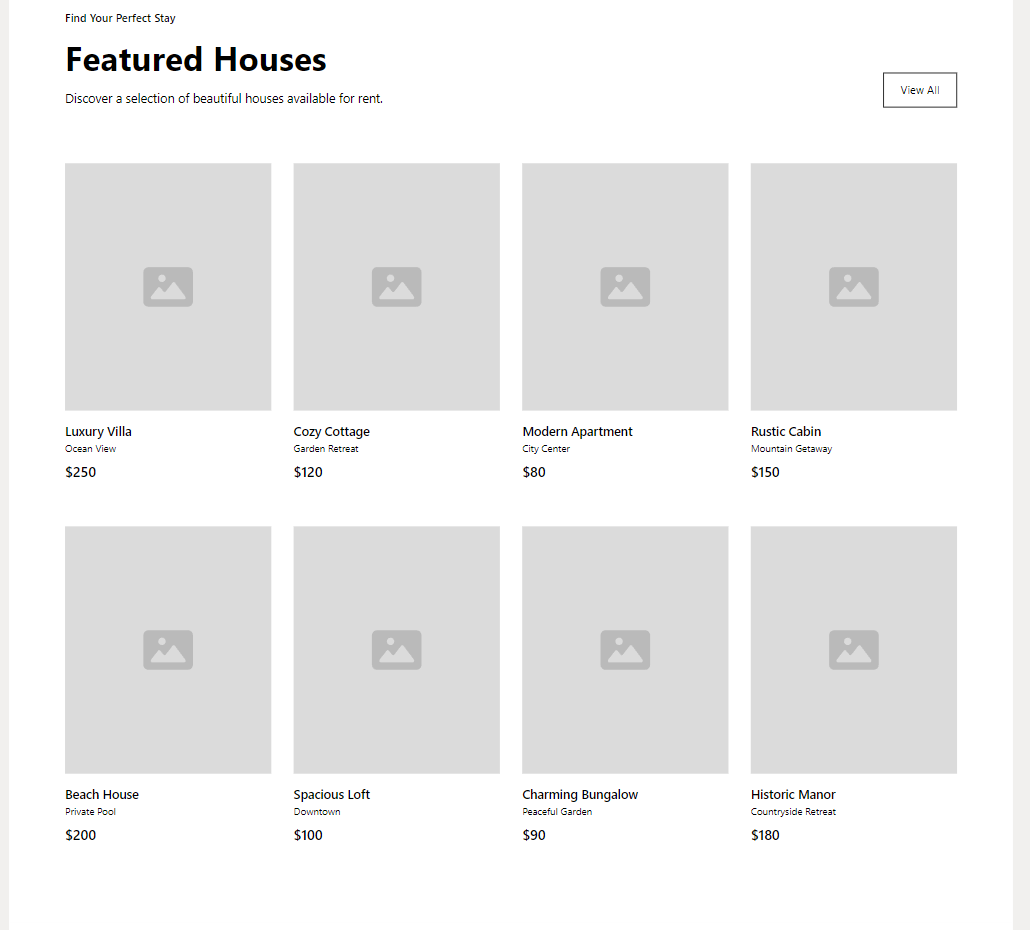 Find Your Perfect Stay
Featured Houses
Discover a selection of beautiful houses available for rent.
View All
Luxury Villa
Ocean View
$250
Cozy Cottage
Garden Retreat
$120
Modern Apartment
City Center
$80
Rustic Cabin
Mountain Getaway
$150
Beach House
Private Pool
$200
Spacious Loft
Downtown
$100
Charming Bungalow
Peaceful Garden
$90
Historic Manor
Countryside Retreat
$180